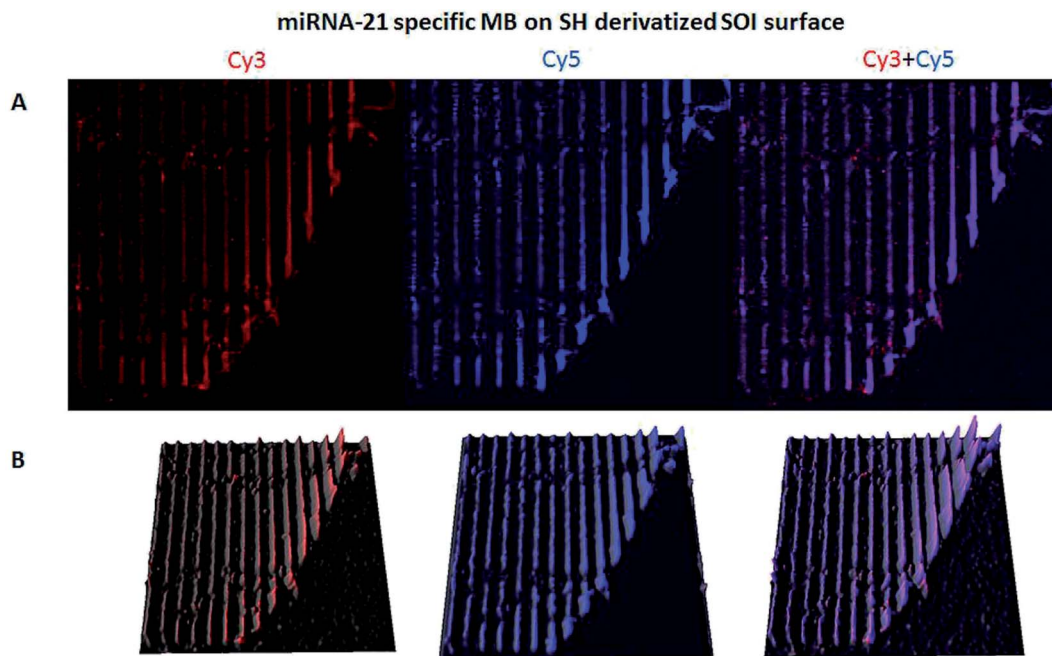 miRNA-21 specific MB on SH derivatized SOI surface
Cy3 Cy5 Cy3+Cy5
A
B